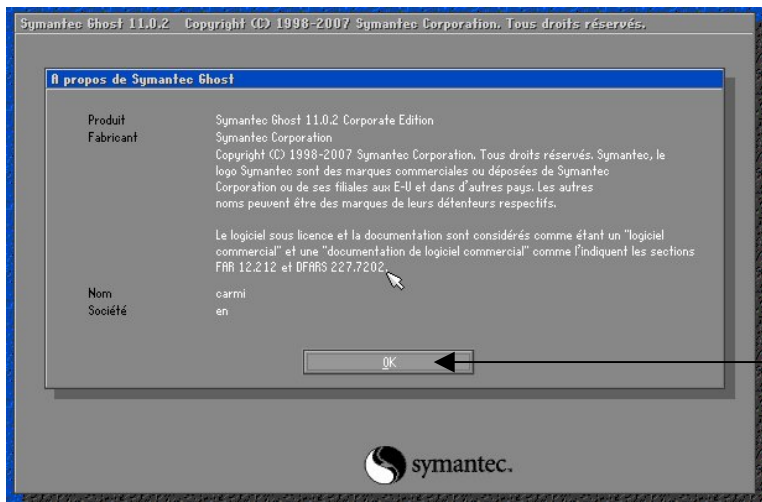 Symantec Ghost 11.0.2 Copyright (C) 1998-2007 Symantec Corporation. Tous droits réservés.
A propos de Symantec Ghost
Produit Symantec Ghost 11.0.2 Corporate Edition
Fabricant Symantec Corporation
Copyright (C) 1998-2007 Symantec Corporation. Tous droits réservés. Symantec, le
logo Symantec sont des marques commerciales ou déposées de Symantec
Corporation ou de ses filiales aux E-U et dans d'autres pays. Les autres
noms peuvent être des marques de leurs détenteurs respectifs.
Le logiciel sous licence et la documentation sont considérés comme étant un "logiciel
commercial" et une "documentation de logiciel commercial" comme l'indiquent les sections
FAR 12.212 et DFARS 227.7202.
Nom carmi
Société en
OK
symantec.